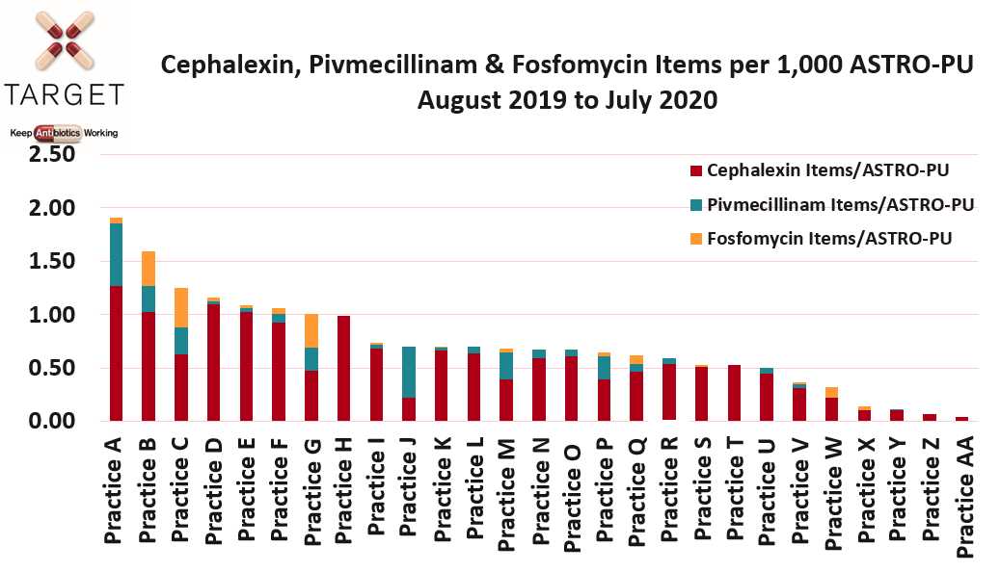 TARGET
Keep Antibiotics Working
Cephalexin, Pivmecillinam & Fosfomycin Items per 1,000 ASTRO-PU
August 2019 to July 2020
2.50
2.00
1.50
1.00
0.50
0.00
Cephalexin Items/ASTRO-PU
Pivmecillinam Items/ASTRO-PU
Fosfomycin Items/ASTRO-PU
Practice A
Practice B
Practice C
Practice D
Practice E
Practice F
Practice G
Practice H
Practice I
Practice J
Practice K
Practice L
Practice M
Practice N
Practice O
Practice P
Practice Q
Practice R
Practice S
Practice T
Practice U
Practice V
Practice W
Practice X
Practice Y
Practice Z
Practice AA